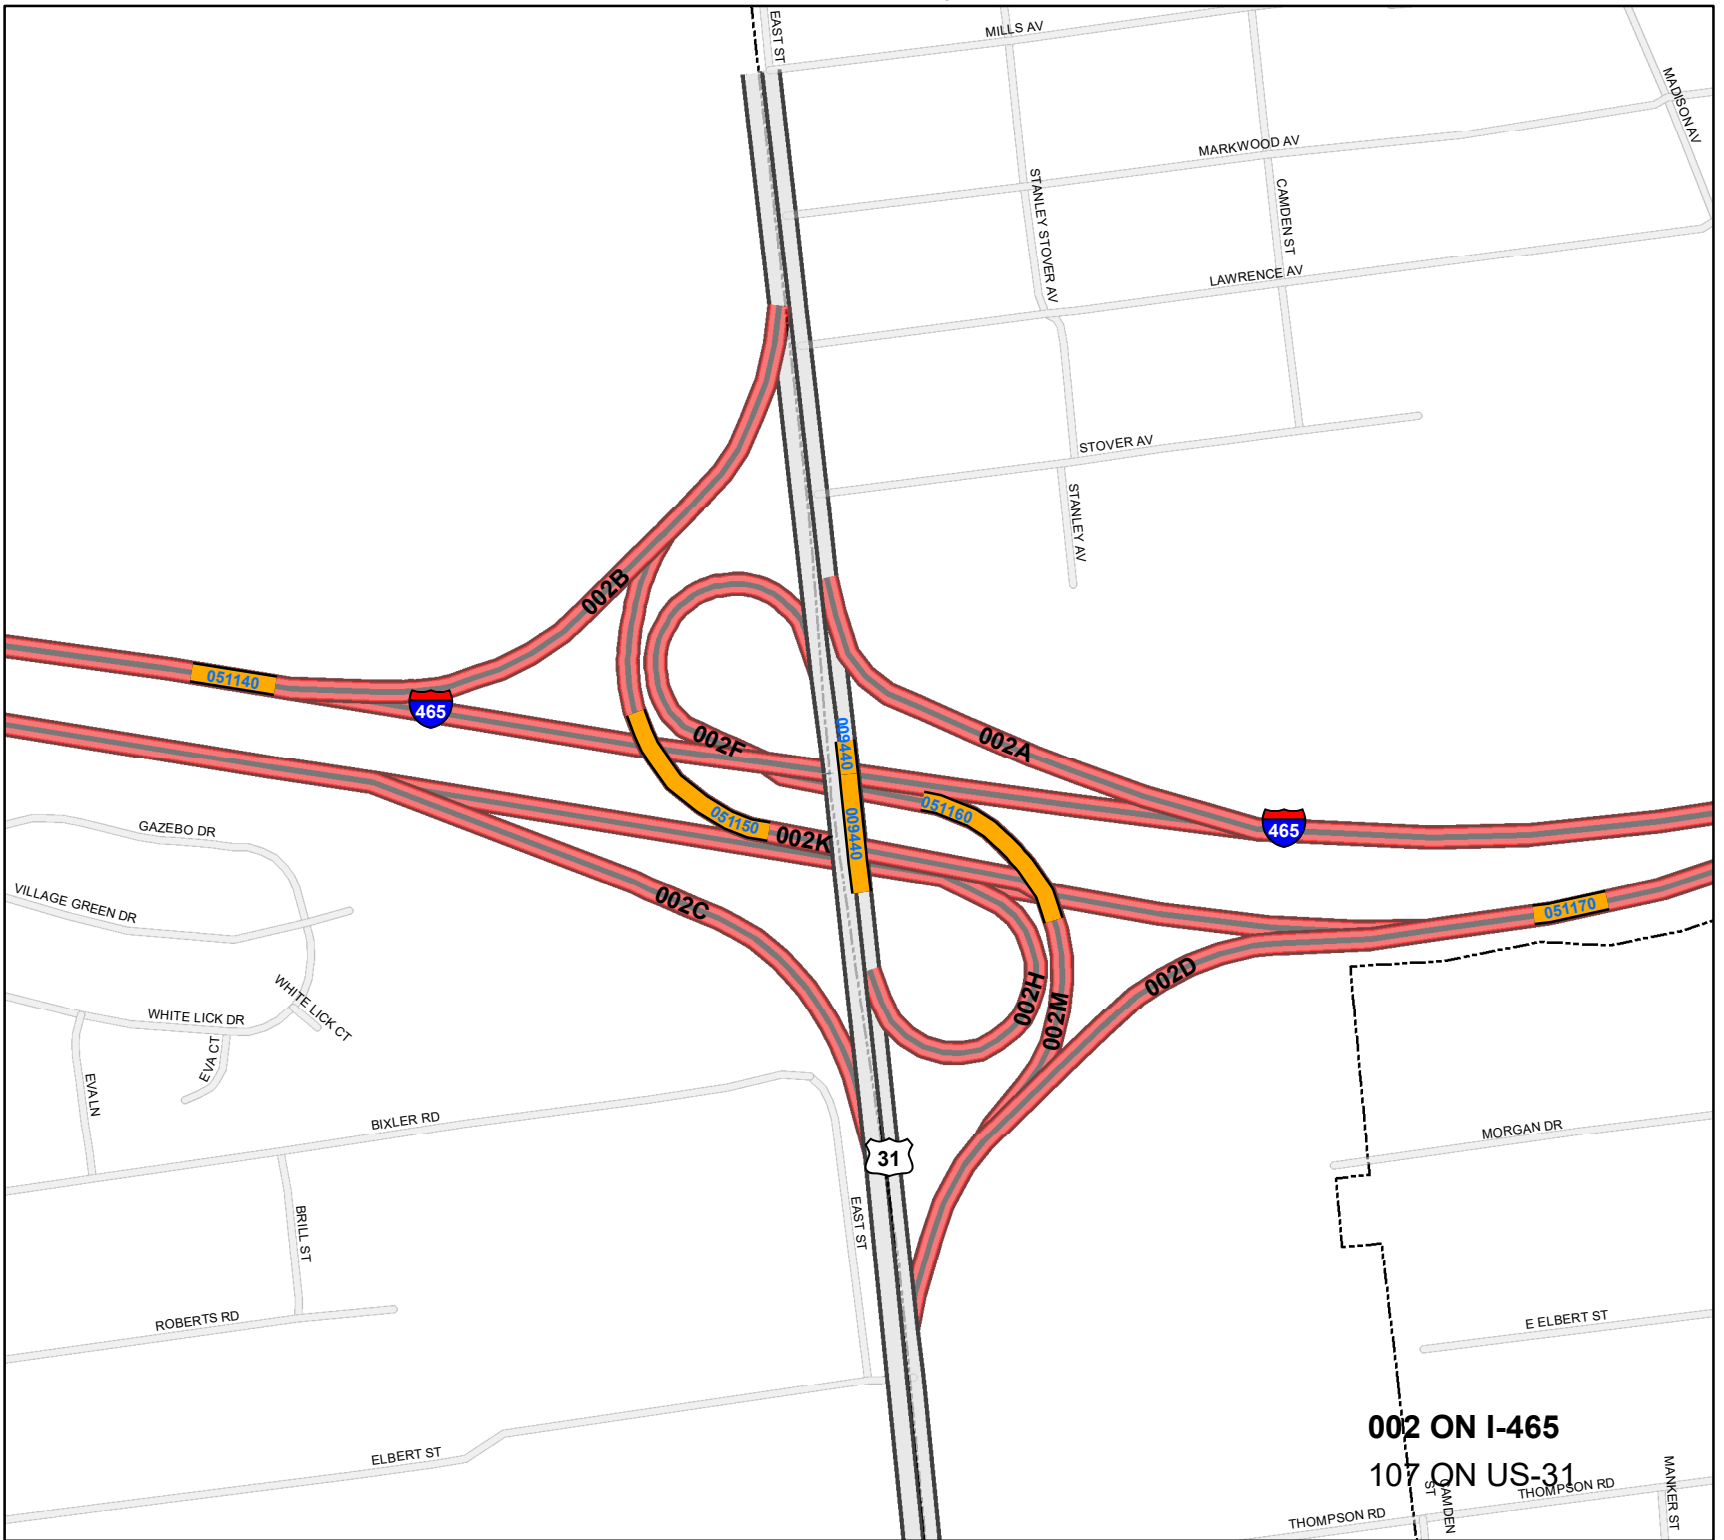 EAST ST
MILLS AV
MADISON AV
MARKWOOD AV
STANLEY STOVER AV
CAMDEN ST
LAWRENCE AV
STOVER AV
STANLEY AV
002B
051140
465
002F
009440
002A
051160
051150
002K
009440
465
GAZEBO DR
VILLAGE GREEN DR
002C
051170
002D
002H
002M
WHITE LICK CT
WHITE LICK DR
EVA CT
EVA LN
BIXLER RD
MORGAN DR
31
BRILL ST
EAST ST
ROBERTS RD
E ELBERT ST
002 ON I-465
ELBERT ST
107 ON US-31
THOMPSON RD
THOMPSON RD
CAMDEN
ST
MANKER ST